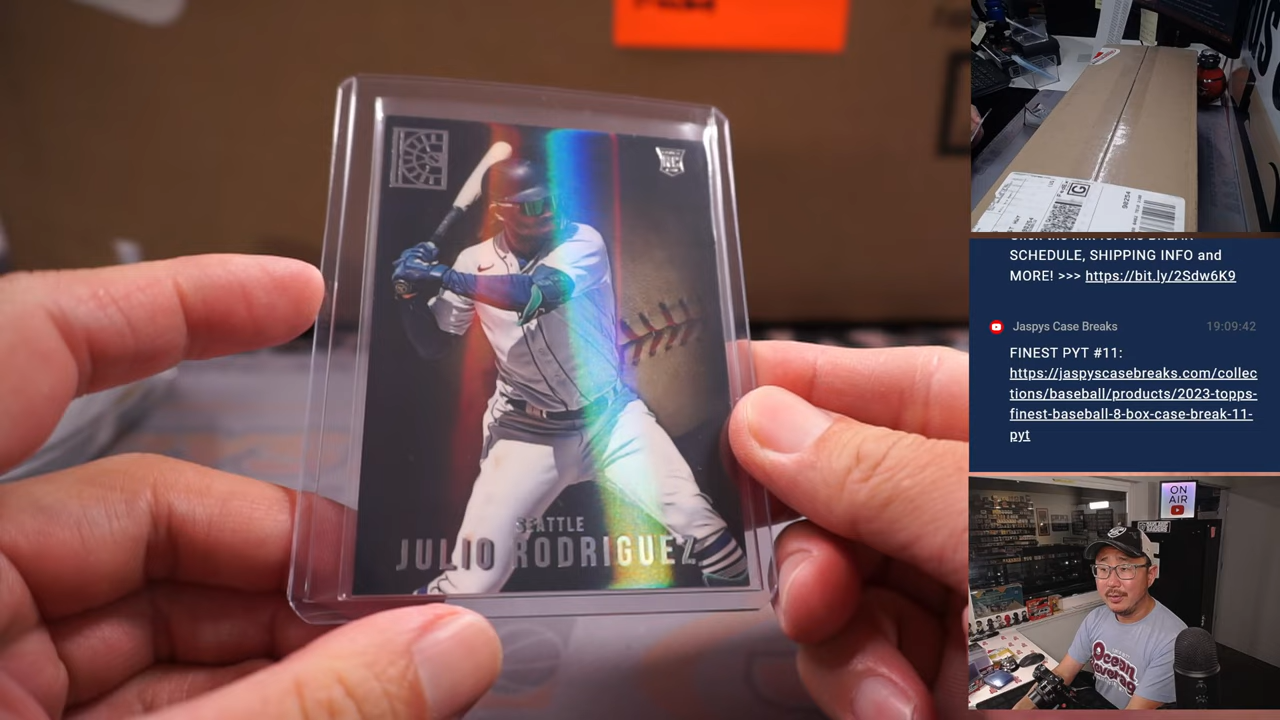 RC
SEATTLE
JULIO RODRIGUEZ
G
SCHEDULE, SHIPPING INFO and
MORE! >>> https://bit.ly/2Sdw6K9
Jaspys Case Breaks 19:09:42
FINEST PYT #11:
https://jaspyscasebreaks.com/collec
tions/baseball/products/2023-topps-
finest-baseball-8-box-case-break-11-
pyt
ON
AIR
Ocean